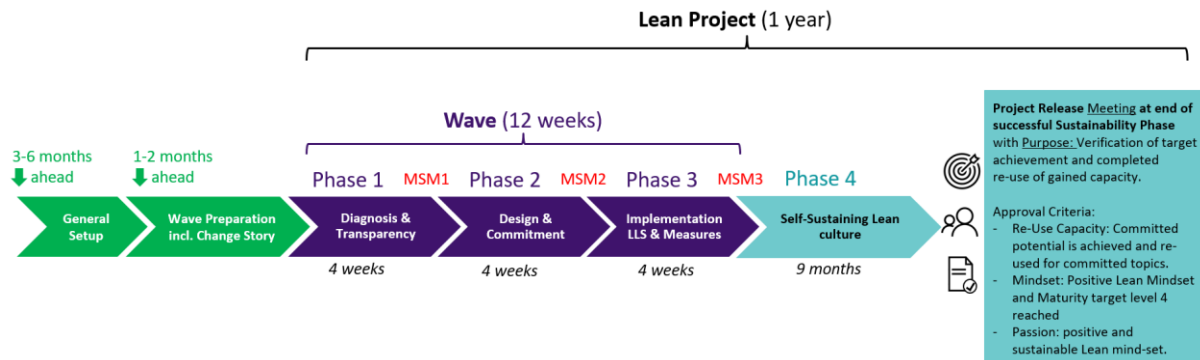 Lean Project (1 year)
Wave (12 weeks)
3-6 months
ahead
1-2 months
ahead
Phase 1
MSM1
Phase 2
MSM2
Phase 3
MSM3
Phase 4
General
Setup
Wave Preparation
incl. Change Story
Diagnosis &
Transparency
Design &
Commitment
Implementation
LLS & Measures
Self-Sustaining Lean
culture
4 weeks
4 weeks
4 weeks
9 months
Project Release Meeting at end of
successful Sustainability Phase
with Purpose: Verification of target
achievement and completed
re-use of gained capacity.
Approval Criteria:
- Re-Use Capacity: Committed
potential is achieved and re-
used for committed topics.
- Mindset: Positive Lean Mindset
and Maturity target level 4
reached
- Passion: positive and
sustainable Lean mind-set.